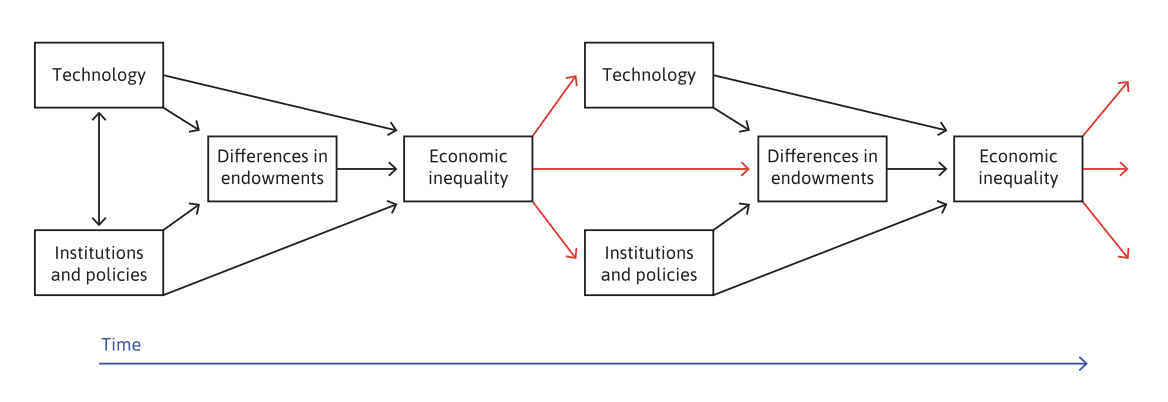 Technology
Differences in
endowments
Institutions
and policies
Economic
inequality
Technology
Differences in
endowments
Institutions
and policies
Economic
inequality
Time